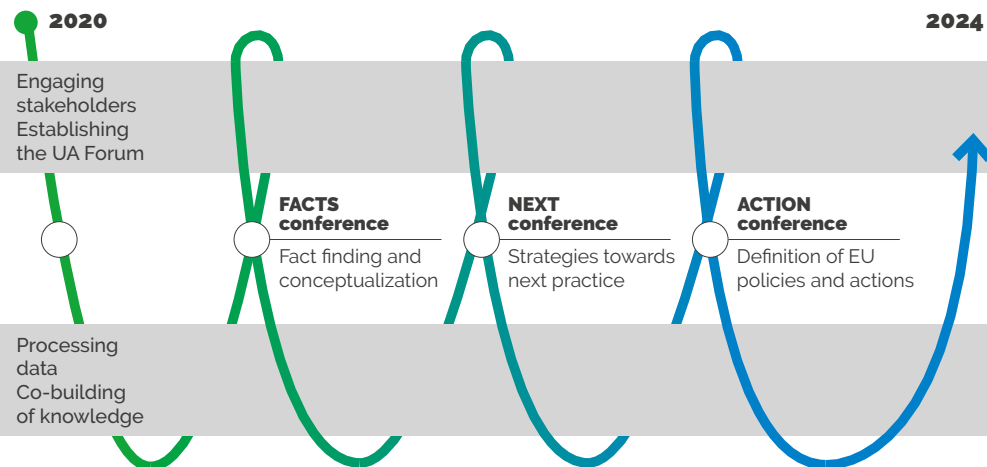 2020
2024
Engaging
stakeholders
Establishing
the UA Forum
FACTS
conference
Fact finding and
conceptualization
NEXT
conference
Strategies towards
next practice
ACTION
conference
Definition of EU
policies and actions
Processing
data
Co-building
of knowledge